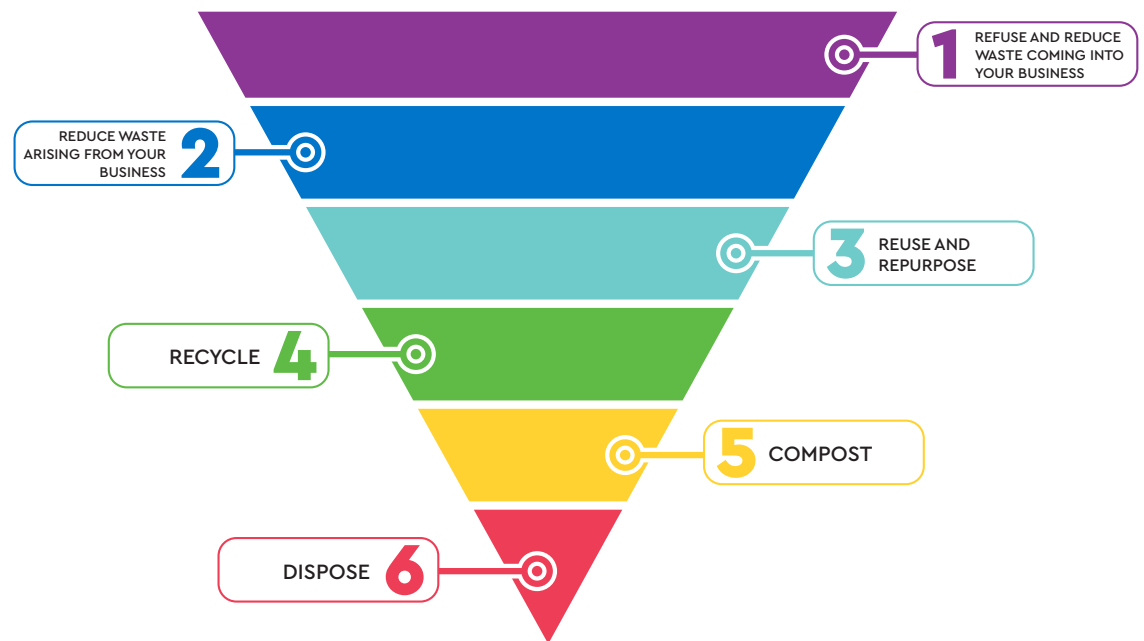 1
REFUSE AND REDUCE
WASTE COMING INTO
YOUR BUSINESS
REDUCE WASTE
ARISING FROM YOUR
BUSINESS
2
3
REUSE AND
REPURPOSE
RECYCLE 4
5 COMPOST
DISPOSE 6